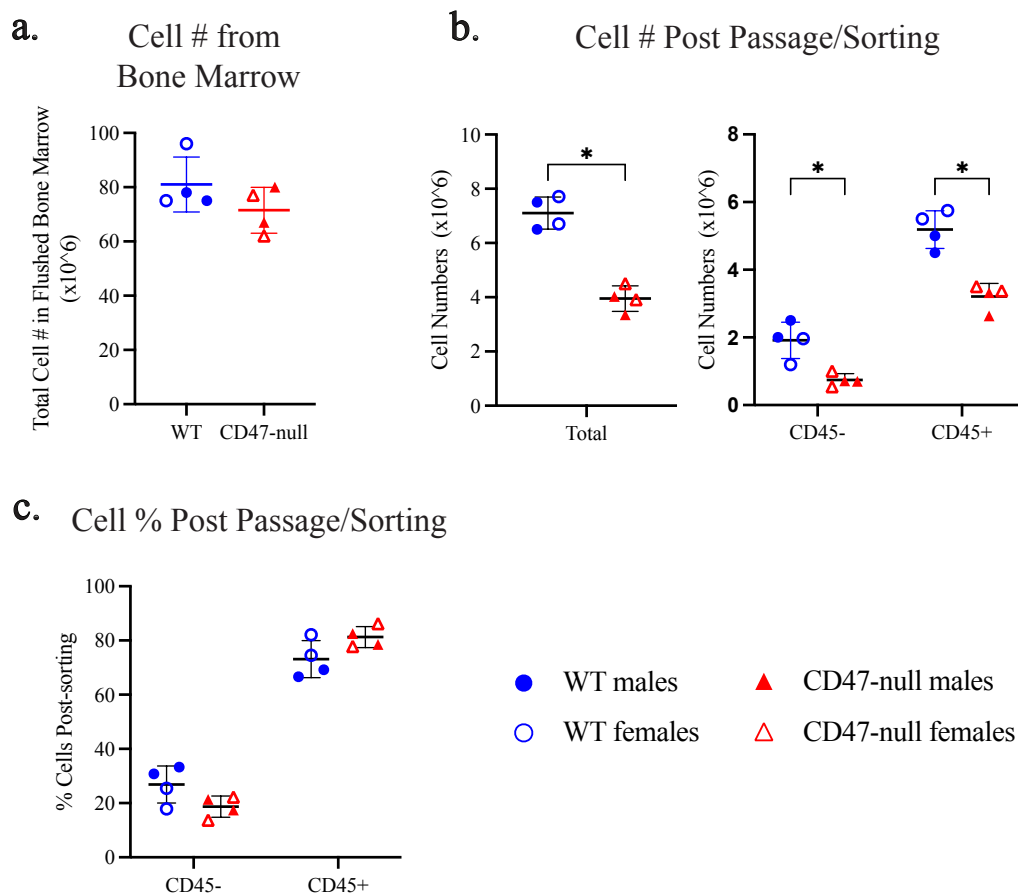 a.
Cell # from
Bone Marrow
Total Cell # in Flushed Bone Marrow
(x10^6)
100
80
60
40
20
0
WT CD47-null
b.
Cell # Post Passage/Sorting
Cell Numbers (x10^6)
10
8
6
4
2
0
*
Total
Cell Numbers (x10^6)
8
6
4
2
0
* *
CD45- CD45+
c.
Cell % Post Passage/Sorting
% Cells Post-sorting
100
80
60
40
20
0
CD45- CD45+
WT males
CD47-null males
WT females
CD47-null females